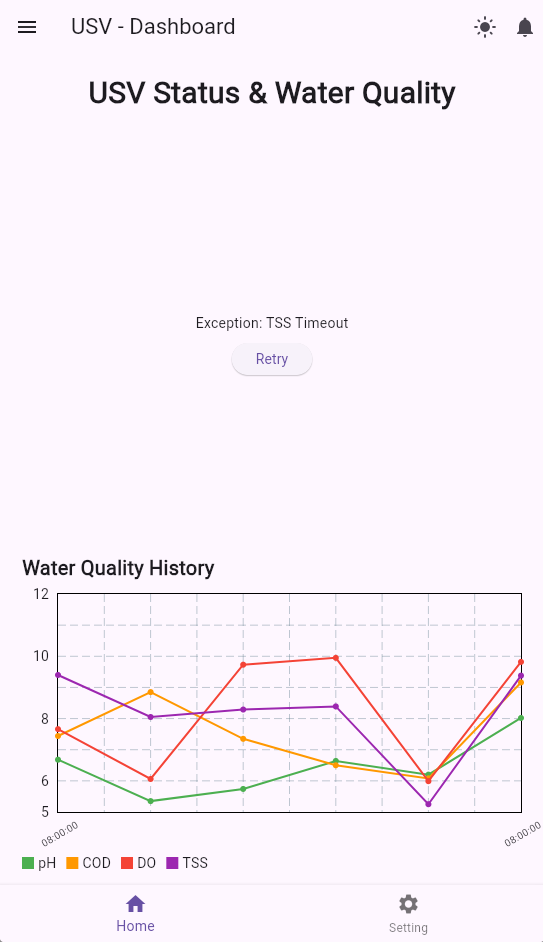 USV - Dashboard
USV Status & Water Quality
Exception: TSS Timeout
Retry
Water Quality History
12
10
8
6
5
08:00:00 08:00:00
pH COD DO TSS
Home Setting